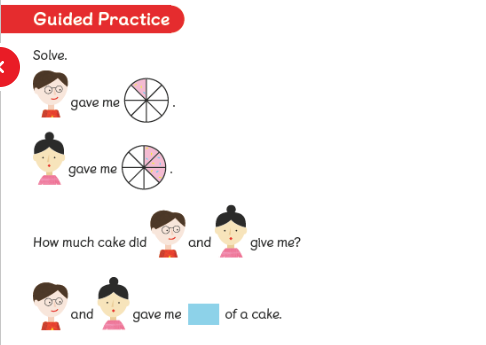 Guided Practice
Solve.
gave me .
gave me .
How much cake did and give me?
and gave me of a cake.